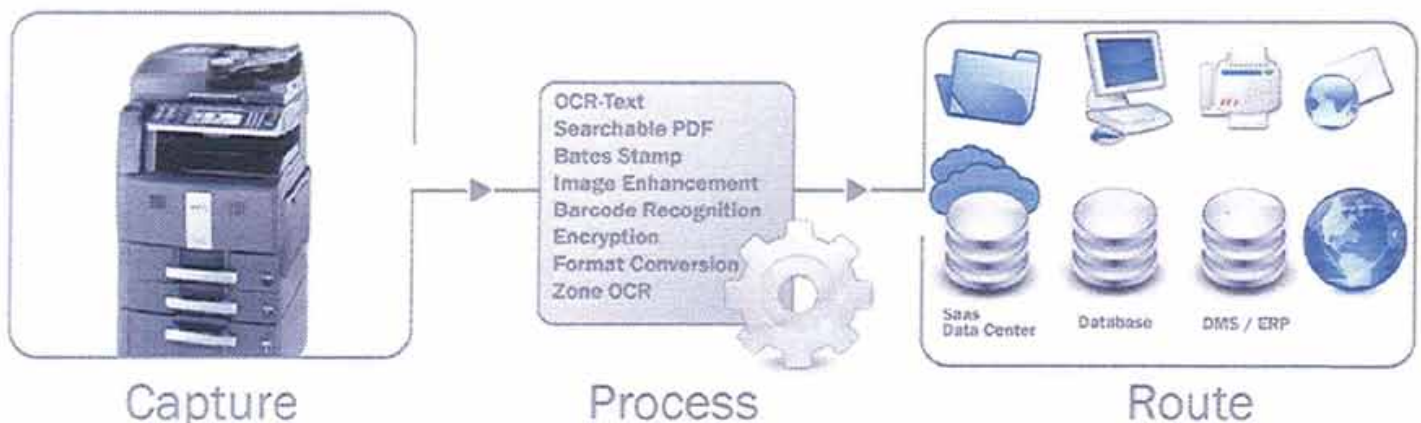 OCR-Text
Searchable PDF
Bates Stamp
Image Enhancement
Barcode Recognition
Encryption
Format Conversion
Zone OCR
Saas
Data Center
Database
DMS / ERP
Capture
Process
Route